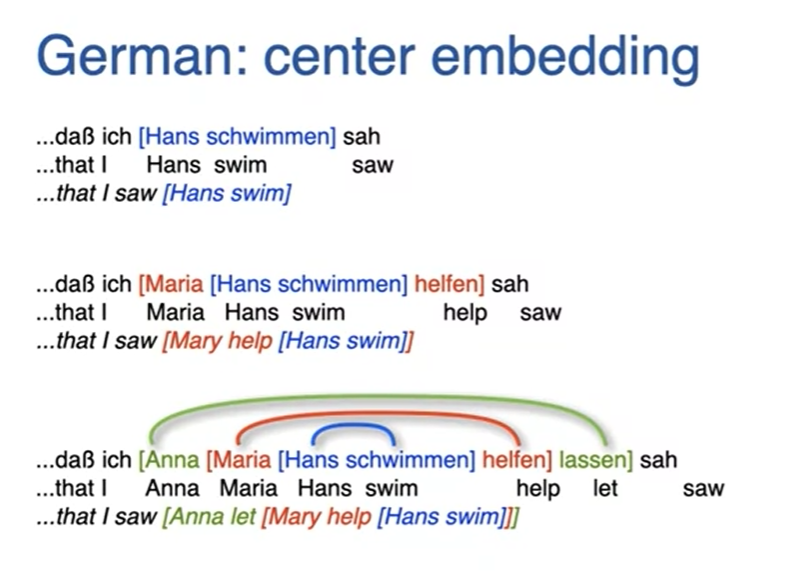 German: center embedding
...daß ich [Hans schwimmen] sah
...that I Hans swim saw
...that I saw [Hans swim]
...daß ich [Maria [Hans schwimmen] helfen] sah
...that I Maria Hans swim help saw
...that I saw [Mary help [Hans swim]]
...daß ich [Anna [Maria [Hans schwimmen] helfen] lassen] sah
...that I Anna Maria Hans swim help let saw
...that I saw [Anna let [Mary help [Hans swim]]]